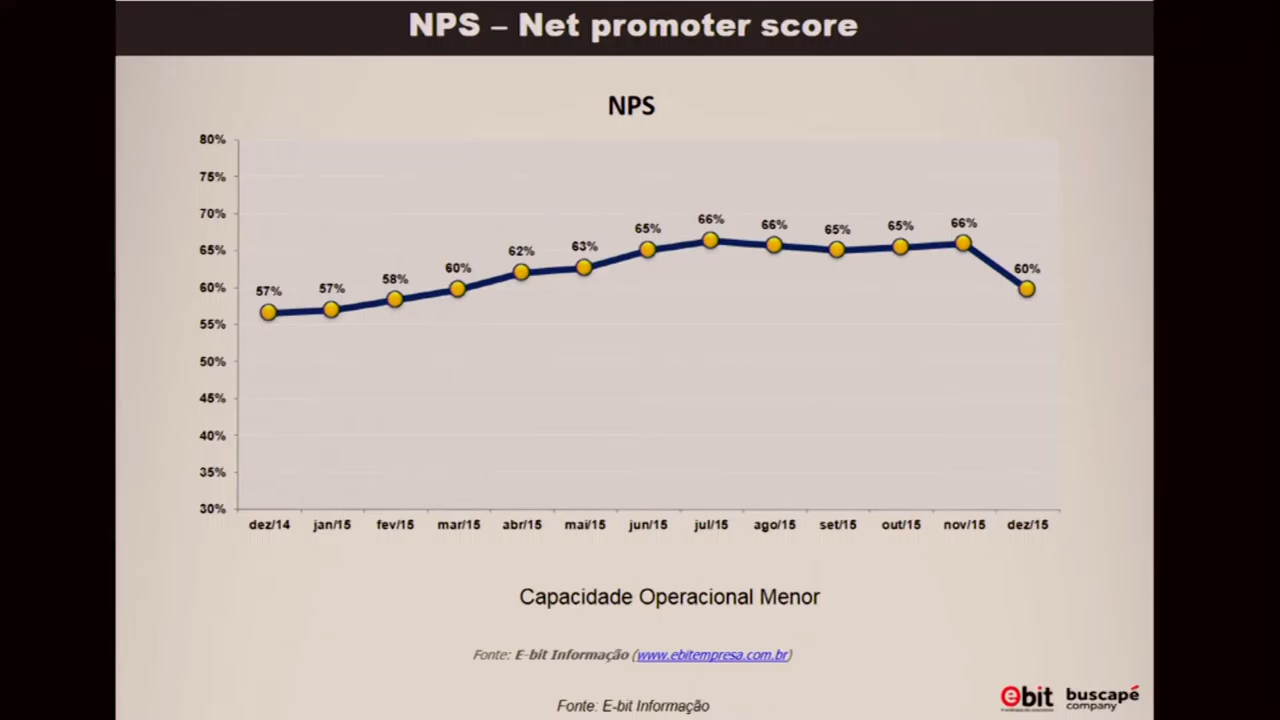 NPS – Net promoter score
NPS
80%
75%
70%
65%
60%
55%
50%
45%
40%
35%
30%
57% 57% 58% 60% 62% 63% 65% 66% 66% 65% 65% 66% 60%
dez/14 jan/15 fev/15 mar/15 abr/15 mai/15 jun/15 jul/15 ago/15 set/15 out/15 nov/15 dez/15
Capacidade Operacional Menor
Fonte: E-bit Informação (www.ebitempresa.com.br)
Fonte: E-bit Informação
ebit
buscapé
company